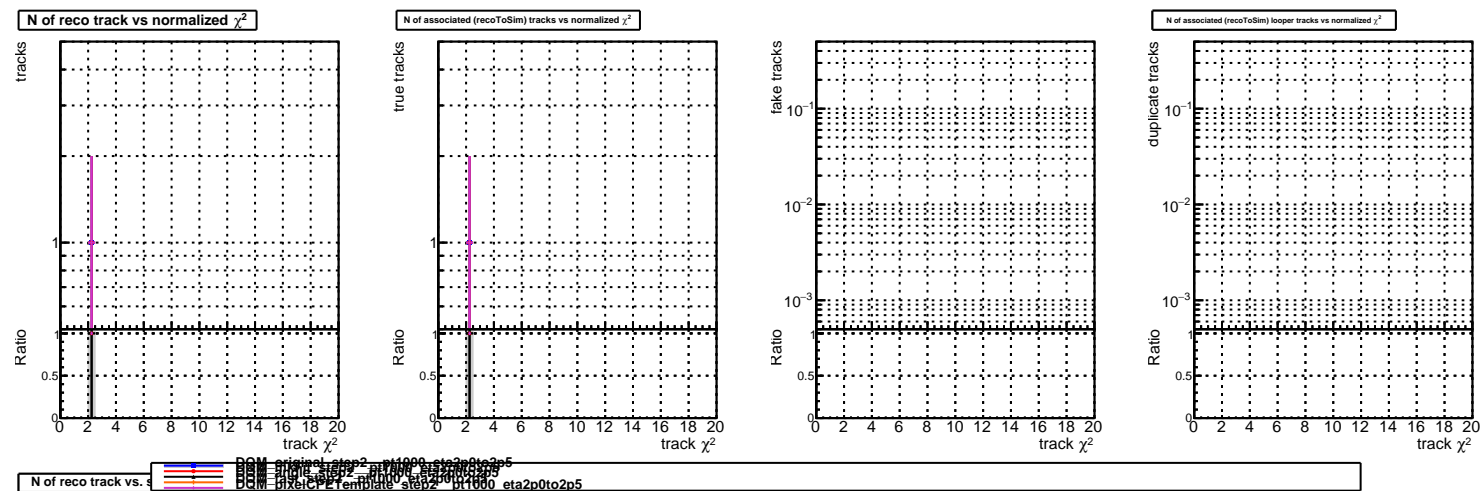 N of reco track vs normalized χ²
tracks
1
Ratio
1
0.5
0
0 2 4 6 8 10 12 14 16 18 20
track χ²
N of associated (recoToSim) tracks vs normalized χ²
true tracks
1
Ratio
1
0.5
0
0 2 4 6 8 10 12 14 16 18 20
track χ²
fake tracks
10⁻¹
10⁻²
10⁻³
Ratio
1
0.5
0
0 2 4 6 8 10 12 14 16 18 20
track χ²
N of associated (recoToSim) looper tracks vs normalized χ²
duplicate tracks
10⁻¹
10⁻²
10⁻³
Ratio
1
0.5
0
0 2 4 6 8 10 12 14 16 18 20
track χ²
N of reco track vs.
DQM_original_step2__pt1000_eta2p0to2p5
DQM_angle_step2__pt1000_eta2p0to2p5
DQM_pixelCPETemplate_step2__pt1000_eta2p0to2p5